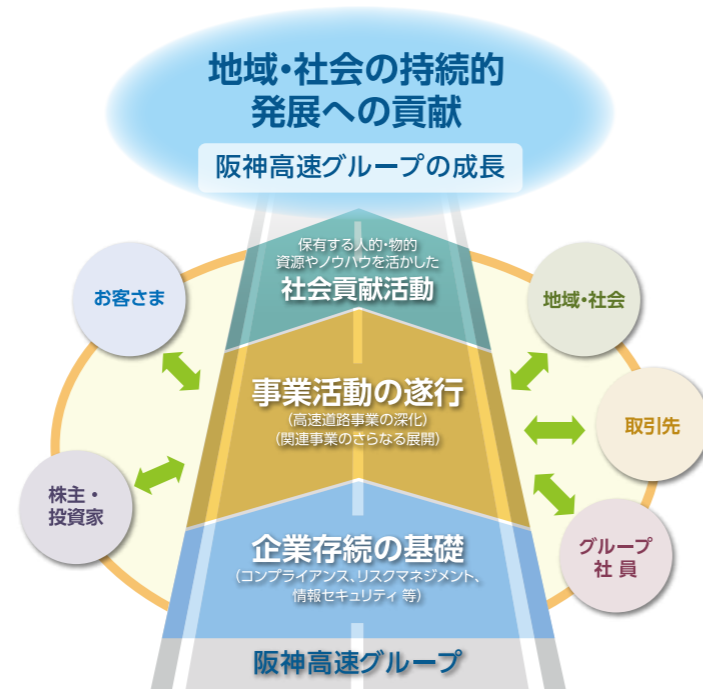 地域・社会の持続的
発展への貢献
阪神高速グループの成長
保有する人的・物的
資源やノウハウを活かした
社会貢献活動
お客さま
地域・社会
事業活動の遂行
(高速道路事業の深化)
(関連事業のさらなる展開)
取引先
株主・
投資家
企業存続の基礎
(コンプライアンス、リスクマネジメント、
情報セキュリティ 等)
グループ
社 員
阪神高速グループ